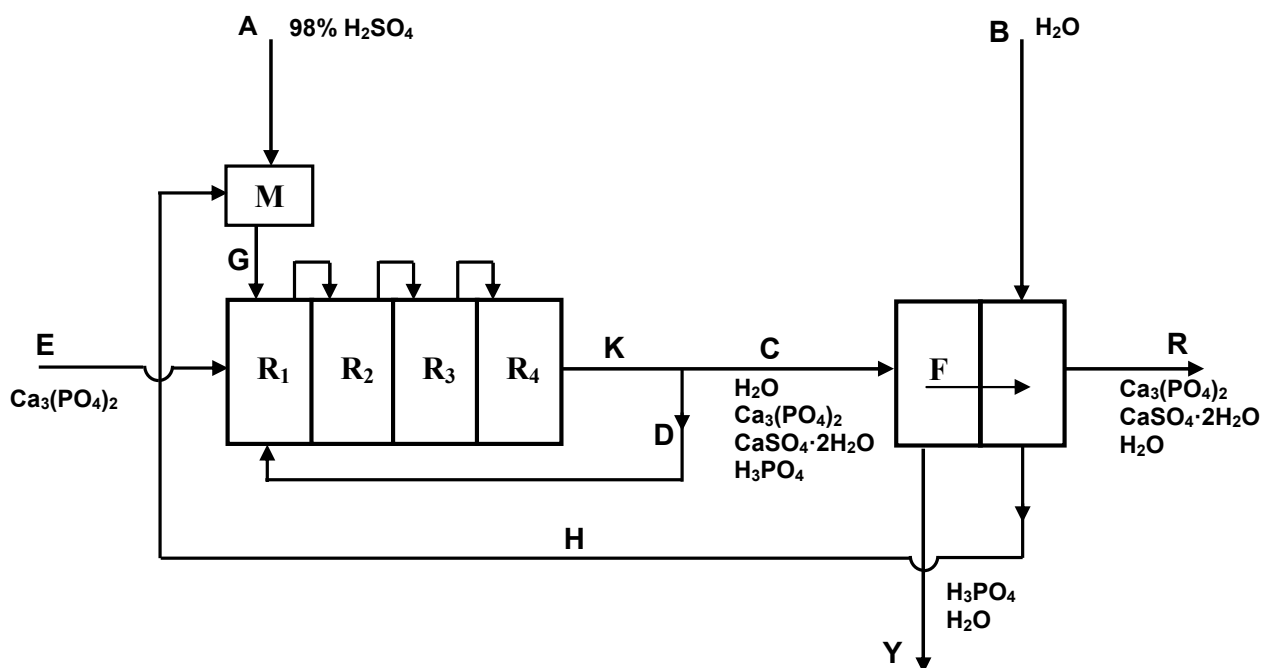 A
98% H₂SO₄
B
H₂O
M
G
E
Ca₃(PO₄)₂
R₁
R₂
R₃
R₄
K
C
H₂O
Ca₃(PO₄)₂
CaSO₄·2H₂O
H₃PO₄
D
F
R
Ca₃(PO₄)₂
CaSO₄·2H₂O
H₂O
H
H₃PO₄
H₂O
Y